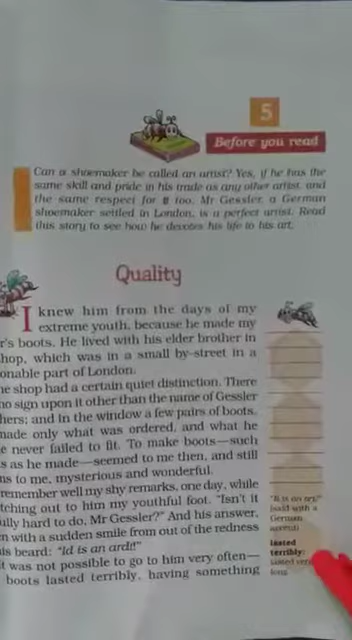 5
Before you read
Can a shoemaker be called an artist? Yes, if he has the
same skill and pride in his trade as any other artist, and
the same respect for it too. Mr Gessler, a German
shoemaker settled in London, is a perfect artist. Read
this story to see how he devotes his life to his art.
Quality
I knew him from the days of my
extreme youth, because he made my
r's boots. He lived with his elder brother in
hop, which was in a small by-street in a
onable part of London.
he shop had a certain quiet distinction. There
no sign upon it other than the name of Gessler
hers; and in the window a few pairs of boots.
made only what was ordered, and what he
e never failed to fit. To make boots—such
s as he made—seemed to me then, and still
ns to me, mysterious and wonderful.
remember well my shy remarks, one day, while
tching out to him my youthful foot. "Isn't it
ully hard to do, Mr Gessler?" And his answer,
n with a sudden smile from out of the redness
is beard: "Id is an ardt!"
t was not possible to go to him very often—
boots lasted terribly, having something
"It is an art"
(said with a
German
accent)
lasted
terribly:
lasted very
long